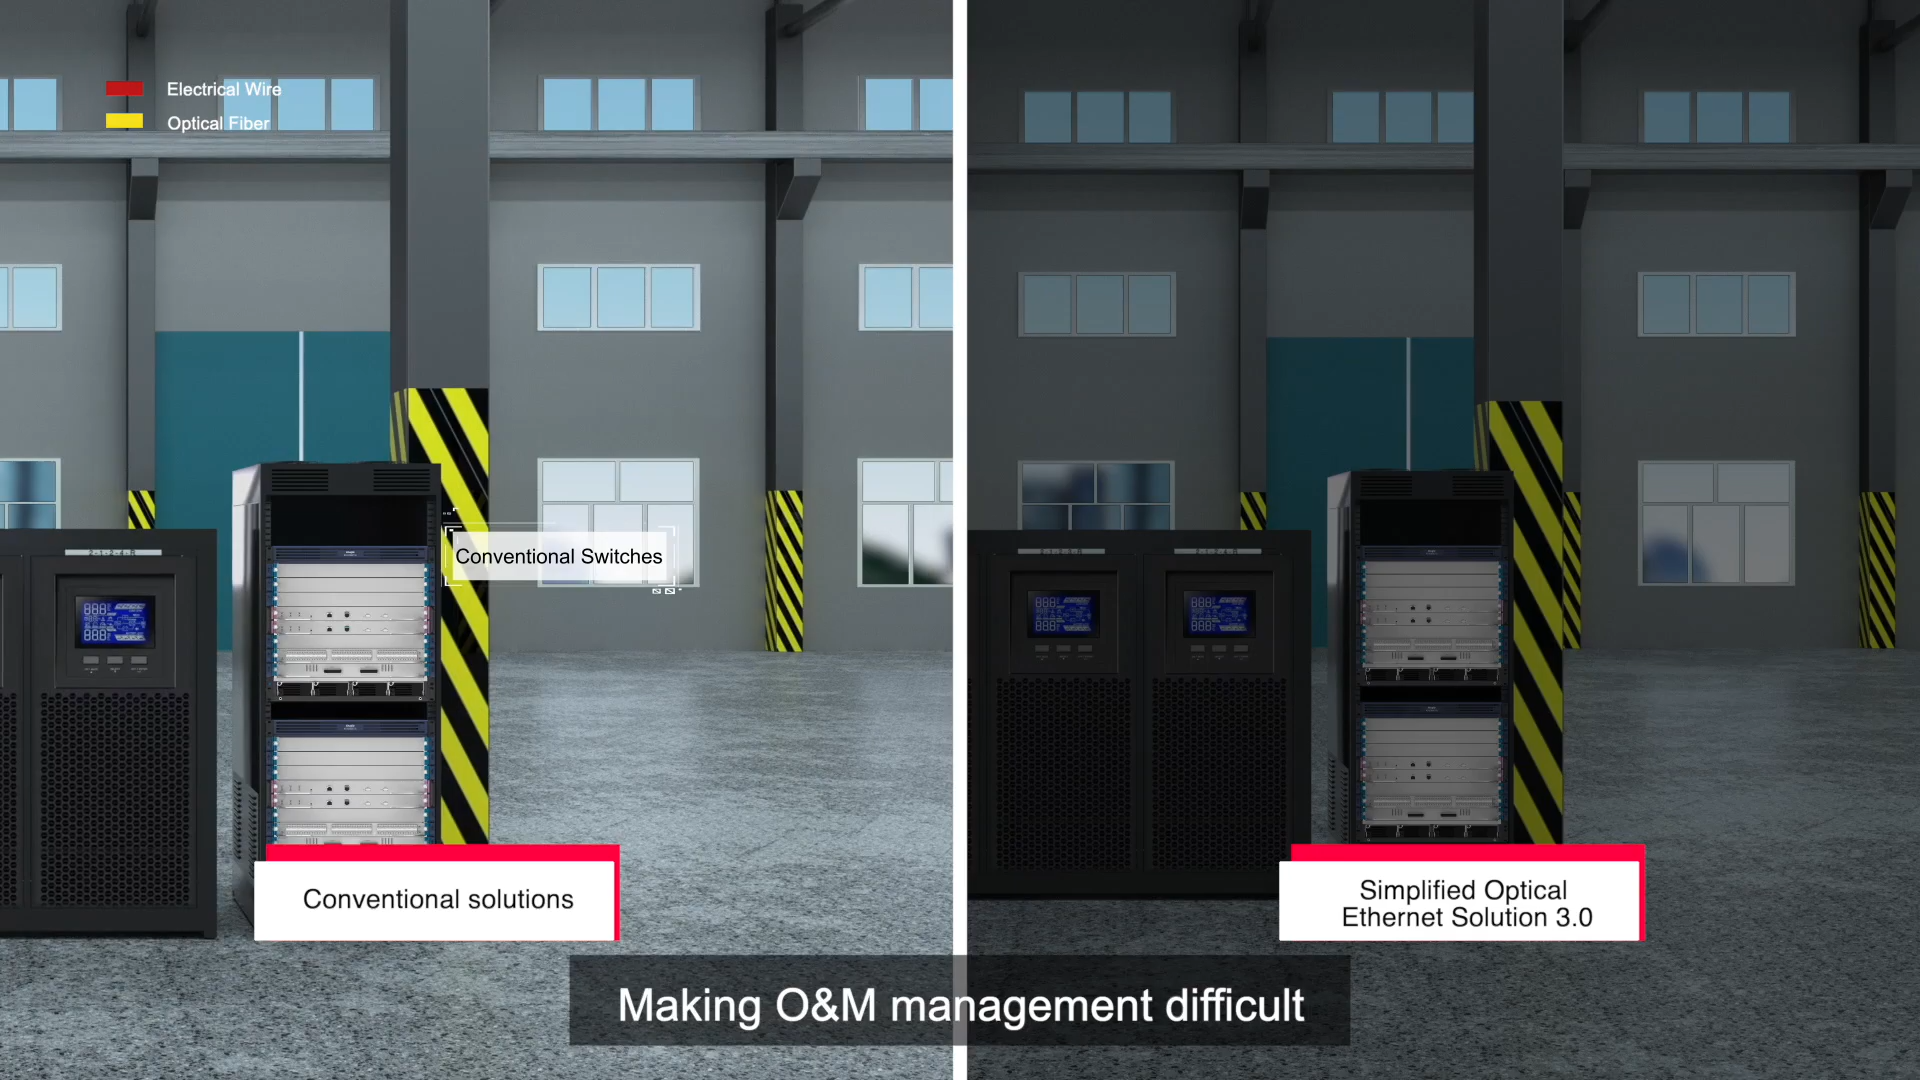 Electrical Wire
Optical Fiber
Conventional Switches
Conventional solutions
Simplified Optical
Ethernet Solution 3.0
Making O&M management difficult